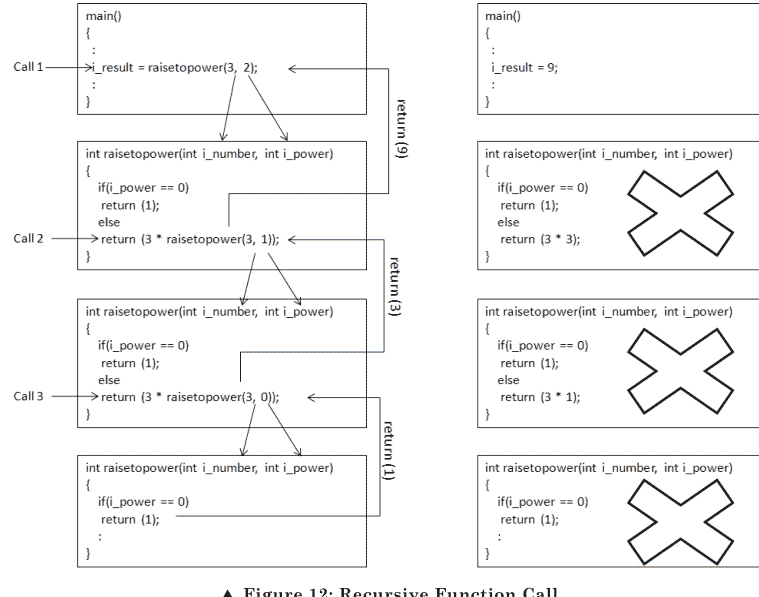 main()
{
:
Call 1
i_result = raisetopower(3, 2);
:
}
return (9)
int raisetopower(int i_number, int i_power)
{
if(i_power == 0)
return (1);
else
Call 2
return (3 * raisetopower(3, 1));
}
return (3)
int raisetopower(int i_number, int i_power)
{
if(i_power == 0)
return (1);
else
Call 3
return (3 * raisetopower(3, 0));
}
return (1)
int raisetopower(int i_number, int i_power)
{
if(i_power == 0)
return (1);
:
}
main()
{
:
i_result = 9;
:
}
int raisetopower(int i_number, int i_power)
{
if(i_power == 0)
return (1);
else
return (3 * 3);
}
int raisetopower(int i_number, int i_power)
{
if(i_power == 0)
return (1);
else
return (3 * 1);
}
int raisetopower(int i_number, int i_power)
{
if(i_power == 0)
return (1);
:
}
▲ Figure 12: Recursive Function Call